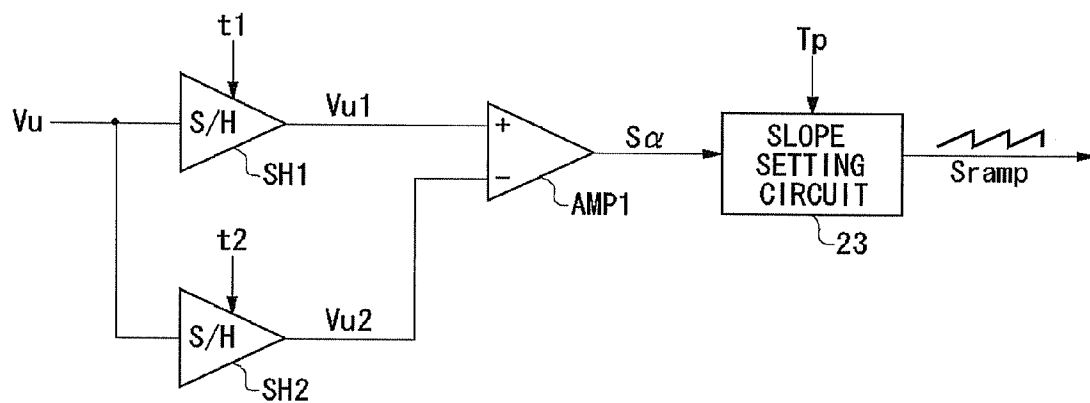 t1
Tp
Vu
S/H
Vu1
SH1
+
−
Sα
AMP1
SLOPE
SETTING
CIRCUIT
23
Sramp
t2
S/H
Vu2
SH2